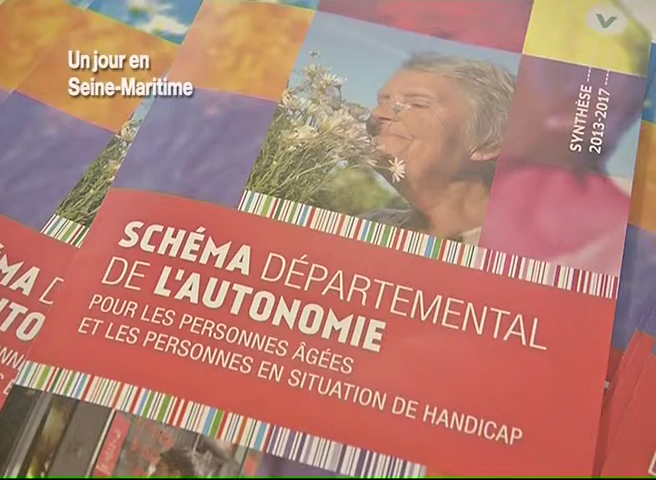 Un jour en
Seine-Maritime
SYNTHÈSE
2013-2017
SCHÉMA DÉPARTEMENTAL
DE L'AUTONOMIE
POUR LES PERSONNES ÂGÉES
ET LES PERSONNES EN SITUATION DE HANDICAP